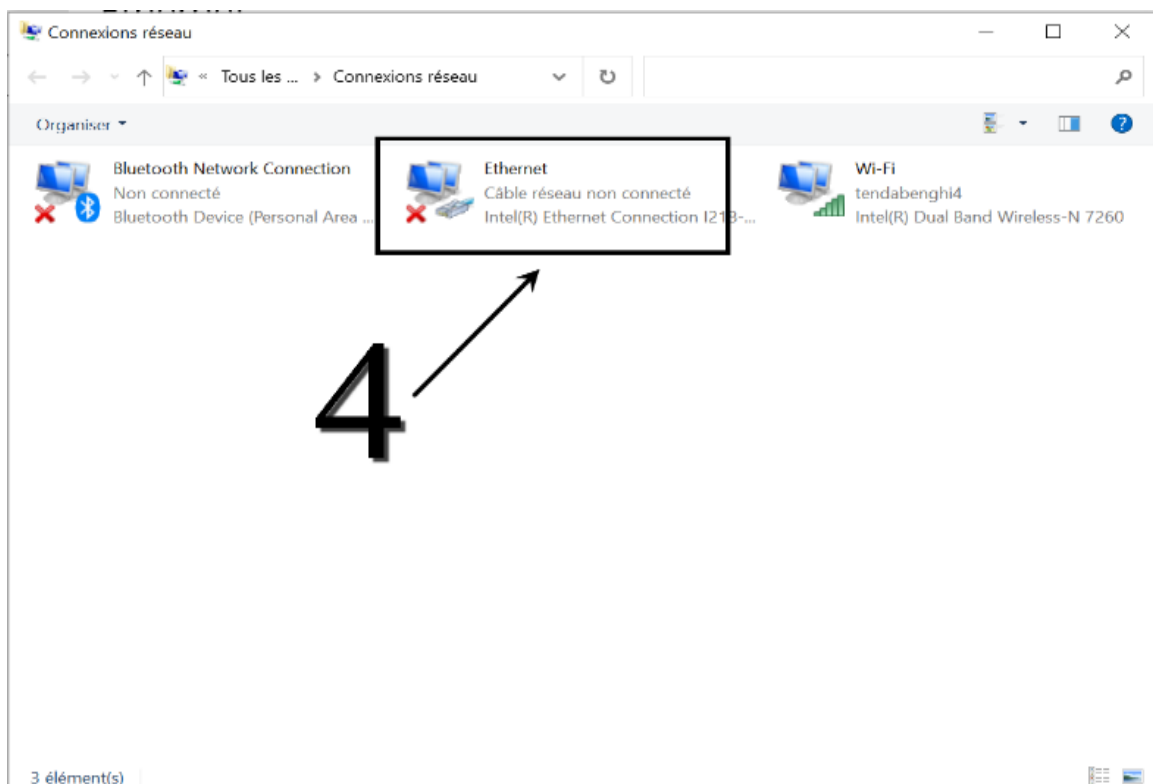 Connexions réseau
« Tous les ... > Connexions réseau
Organiser
Bluetooth Network Connection
Non connecté
Bluetooth Device (Personal Area ...
Ethernet
Câble réseau non connecté
Intel(R) Ethernet Connection I218-...
Wi-Fi
tendabenghi4
Intel(R) Dual Band Wireless-N 7260
4
3 élément(s)